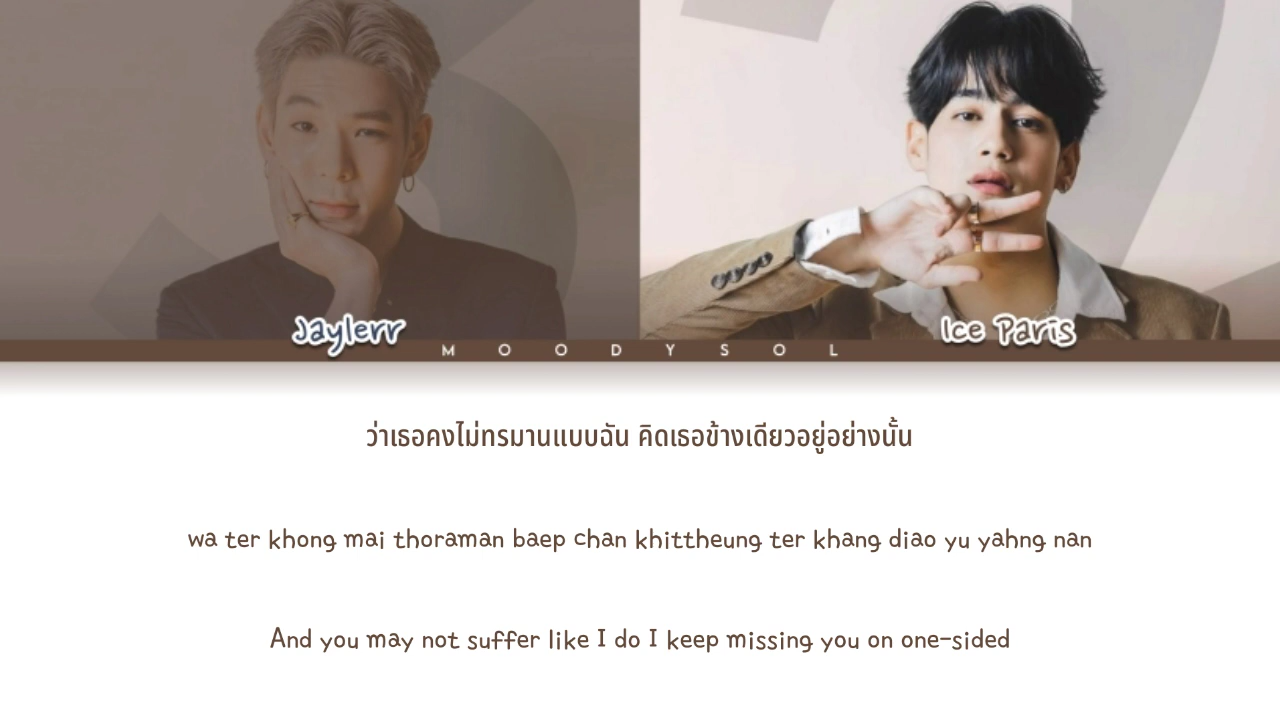 Jaylerr
Ice Paris
MOODYSOL
ว่าเธอคงไม่ทรมานแบบฉัน คิดเธอข้างเดียวอยู่อย่างนั้น
wa ter khong mai thoraman baep chan khittheung ter khang diao yu yahng nan
And you may not suffer like I do I keep missing you on one-sided